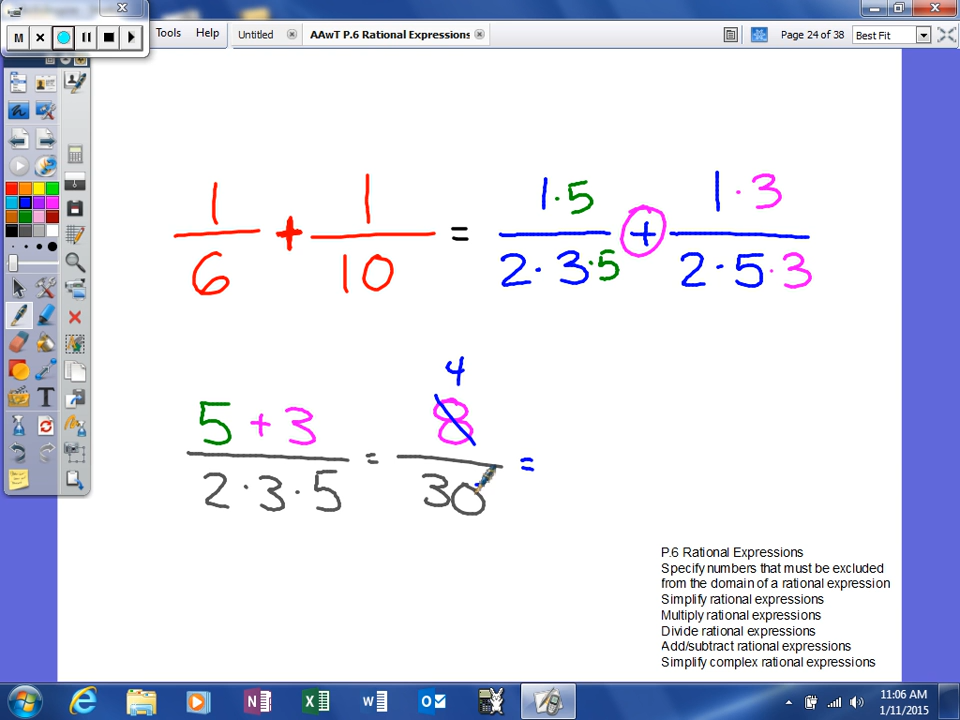 M
Tools Help Untitled AAwT P.6 Rational Expressions Page 24 of 38 Best Fit
1/6 + 1/10 = 1·5/2·3·5 + 1·3/2·5·3
4
5 + 3/2·3·5 = 8/30 =
P.6 Rational Expressions
Specify numbers that must be excluded
from the domain of a rational expression
Simplify rational expressions
Multiply rational expressions
Divide rational expressions
Add/subtract rational expressions
Simplify complex rational expressions
11:06 AM
1/11/2015